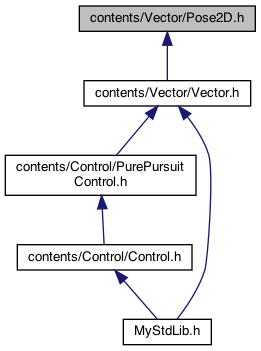 contents/Vector/Pose2D.h
contents/Vector/Vector.h
contents/Control/PurePursuit
Control.h
contents/Control/Control.h
MyStdLib.h